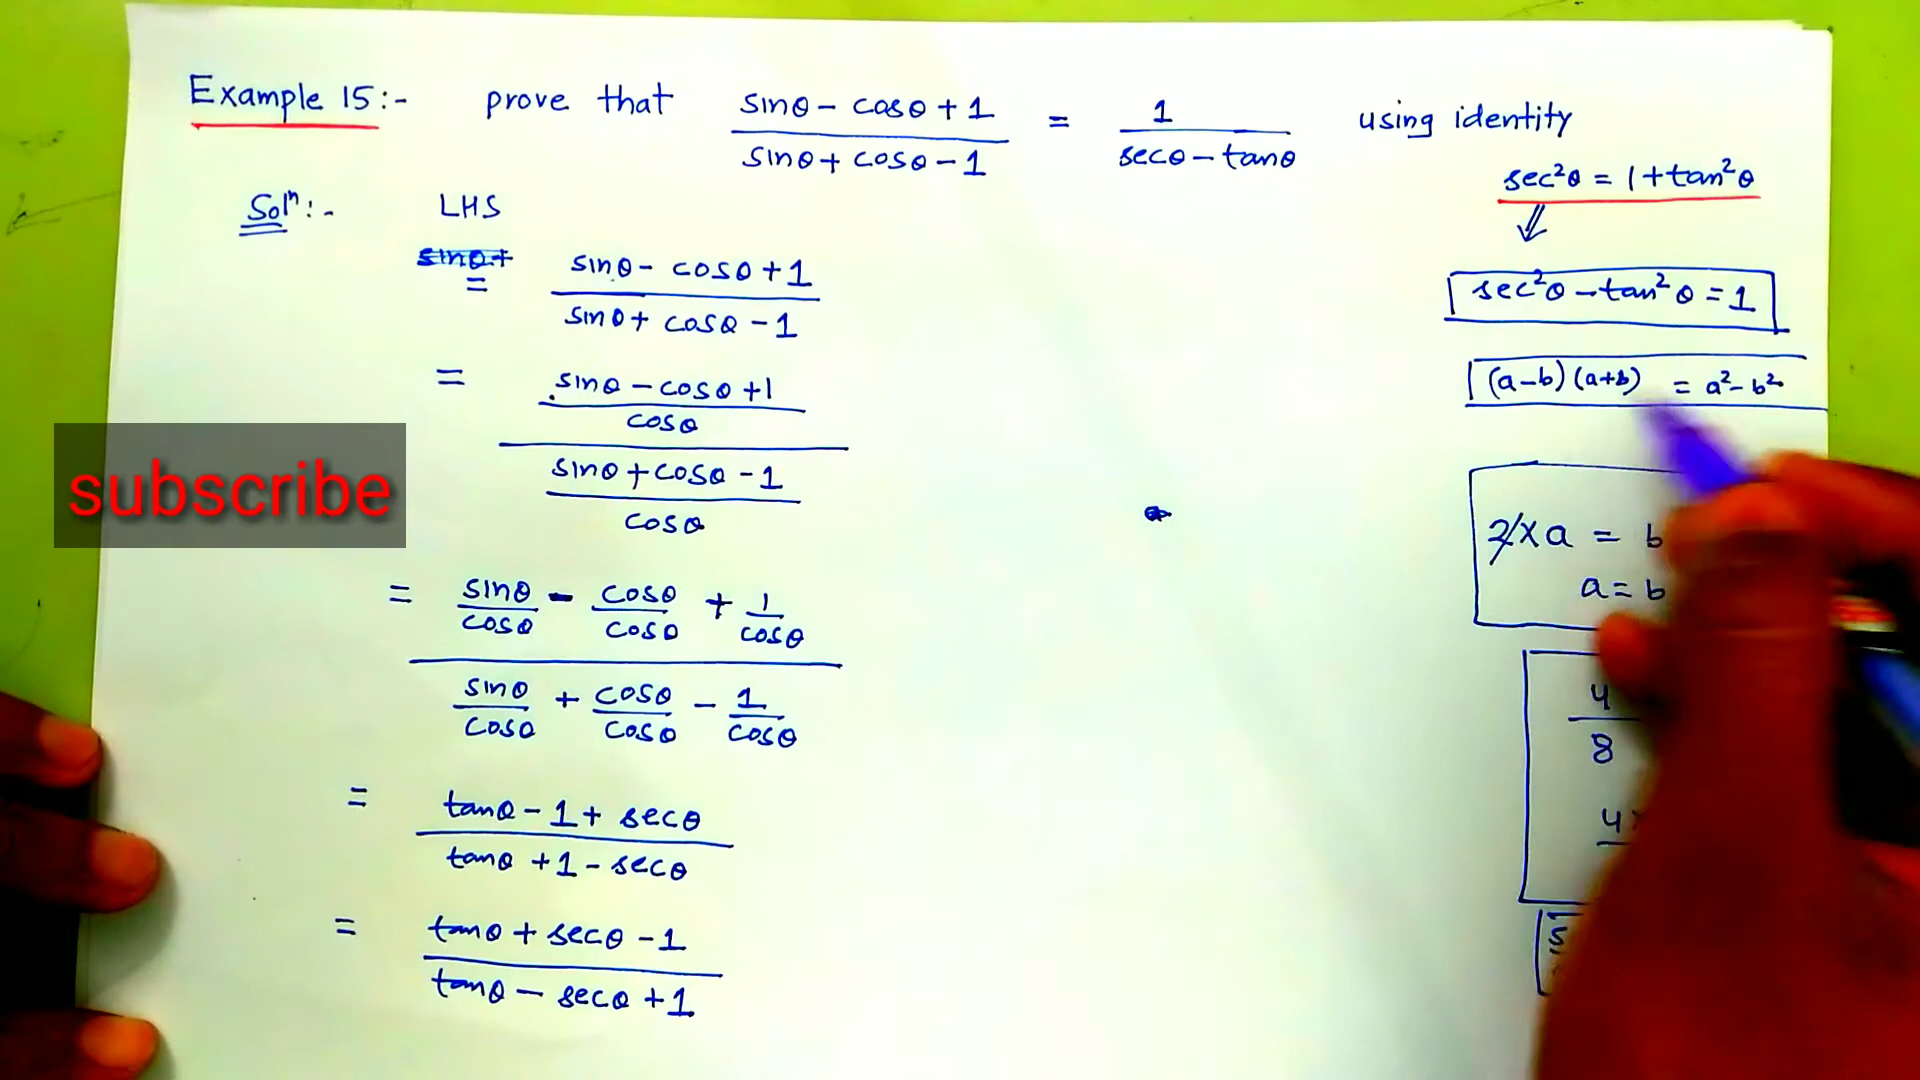 Example 15:- prove that sinθ - cosθ + 1 / sinθ + cosθ - 1 = 1 / secθ - tanθ using identity
sec²θ = 1 + tan²θ
Solⁿ:- LHS
⇓
sinθ+
= sinθ - cosθ + 1 / sinθ + cosθ - 1
sec²θ - tan²θ = 1
(a-b)(a+b) = a² - b²
= sinθ - cosθ + 1 / cosθ / sinθ + cosθ - 1 / cosθ
subscribe
2 x a = b
a = b
= sinθ/cosθ - cosθ/cosθ + 1/cosθ / sinθ/cosθ + cosθ/cosθ - 1/cosθ
4
8
4
= tanθ - 1 + secθ / tanθ + 1 - secθ
= tanθ + secθ - 1 / tanθ - secθ + 1